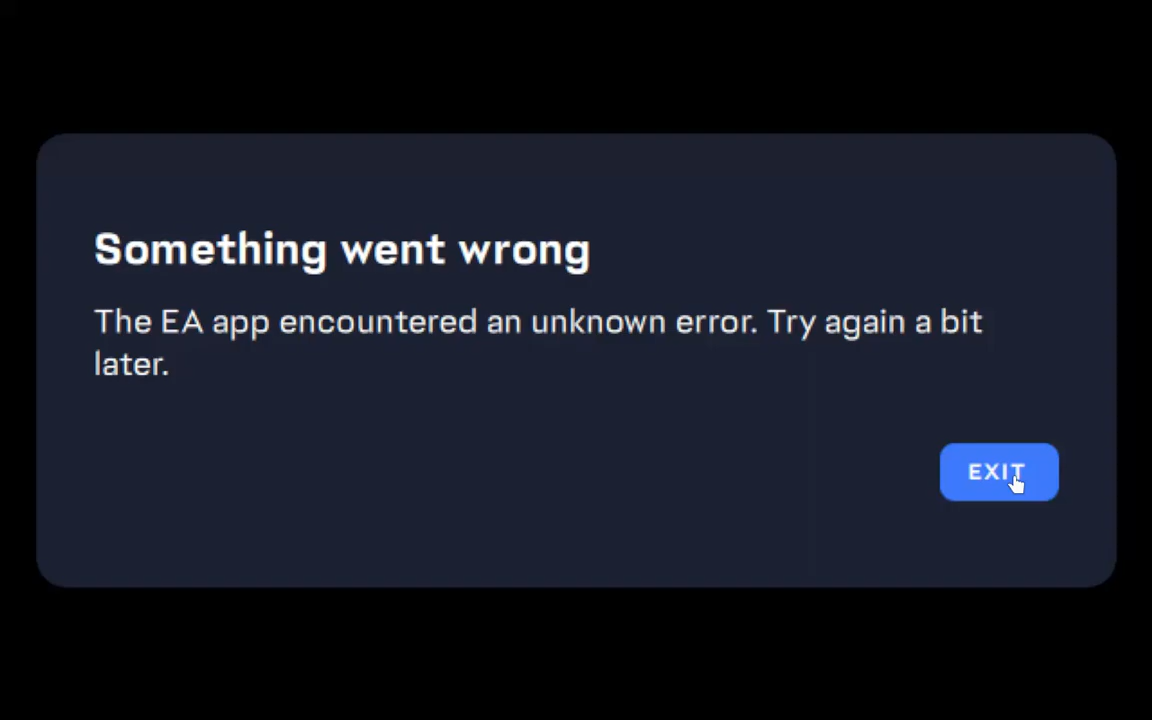 Something went wrong
The EA app encountered an unknown error. Try again a bit
later.
EXIT